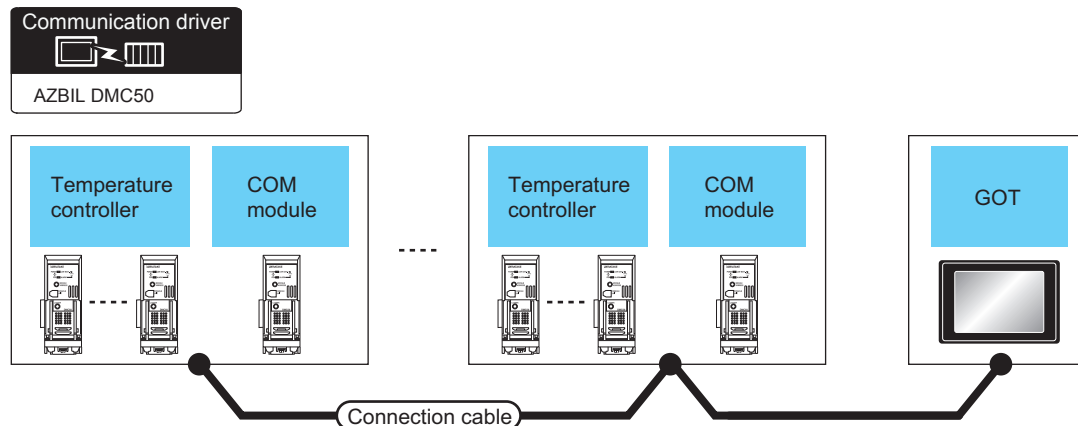 Communication driver
AZBIL DMC50
Temperature
controller
COM
module
Temperature
controller
COM
module
GOT
Connection cable